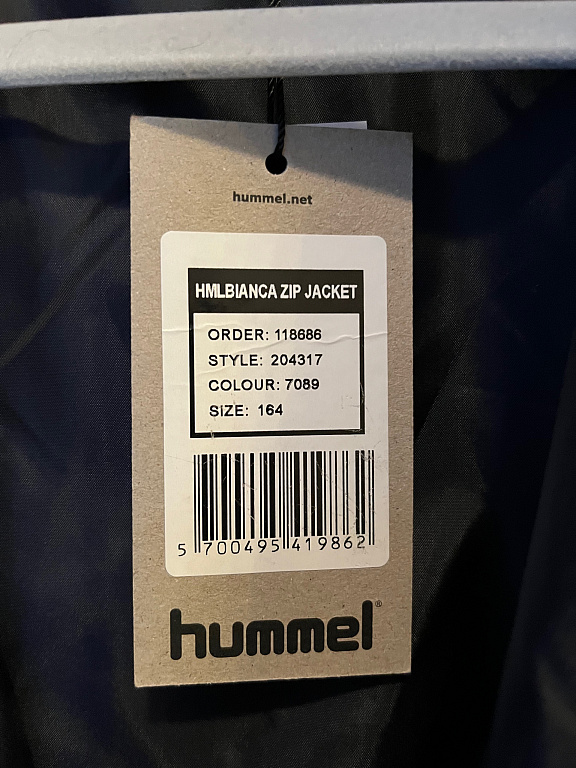 hummel.net
HMLBIANCA ZIP JACKET
ORDER: 118686
STYLE: 204317
COLOUR: 7089
SIZE: 164
5 700495 419862
hummel®